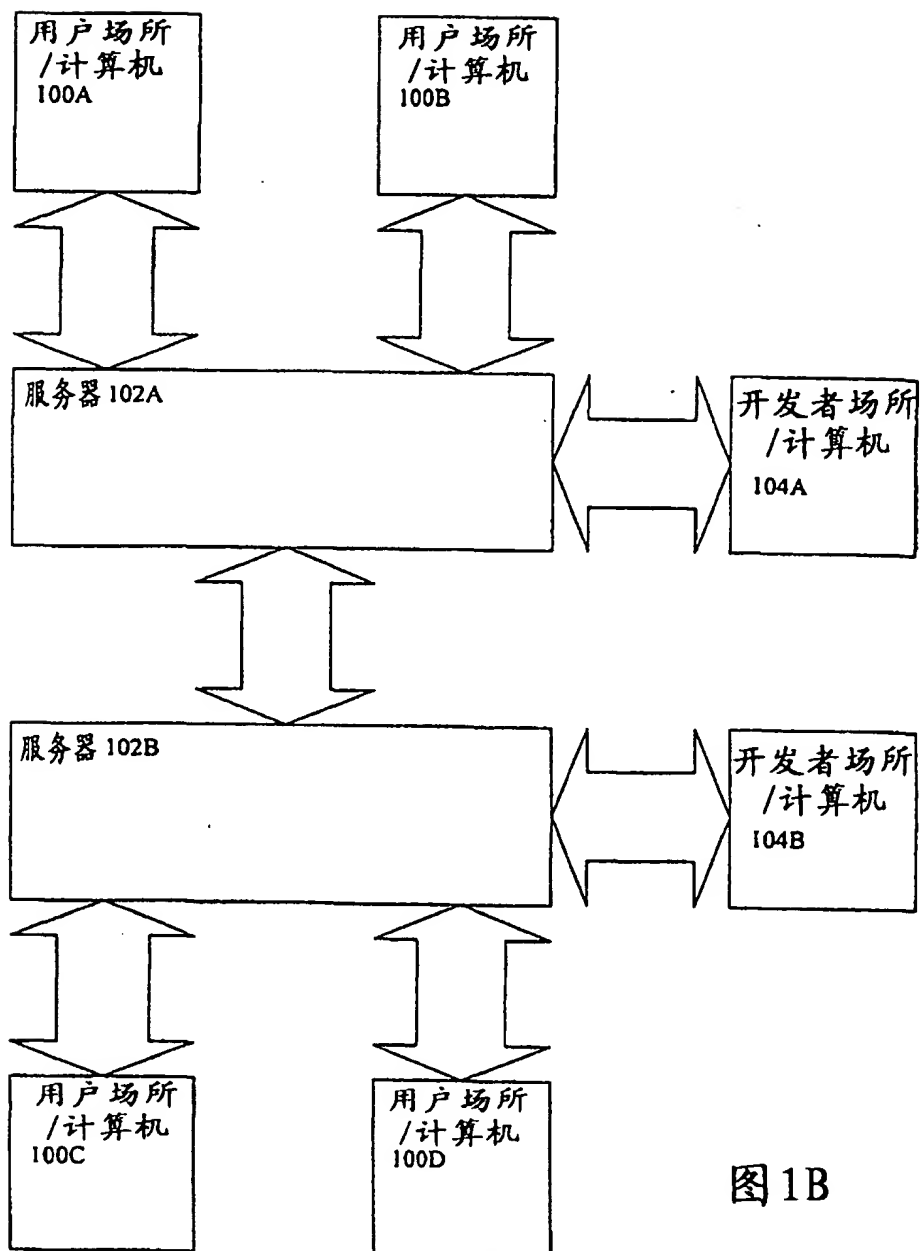 用户场所
/计算机
100A
用户场所
/计算机
100B
服务器 102A
开发者场所
/计算机
104A
服务器 102B
开发者场所
/计算机
104B
用户场所
/计算机
100C
用户场所
/计算机
100D
图1B